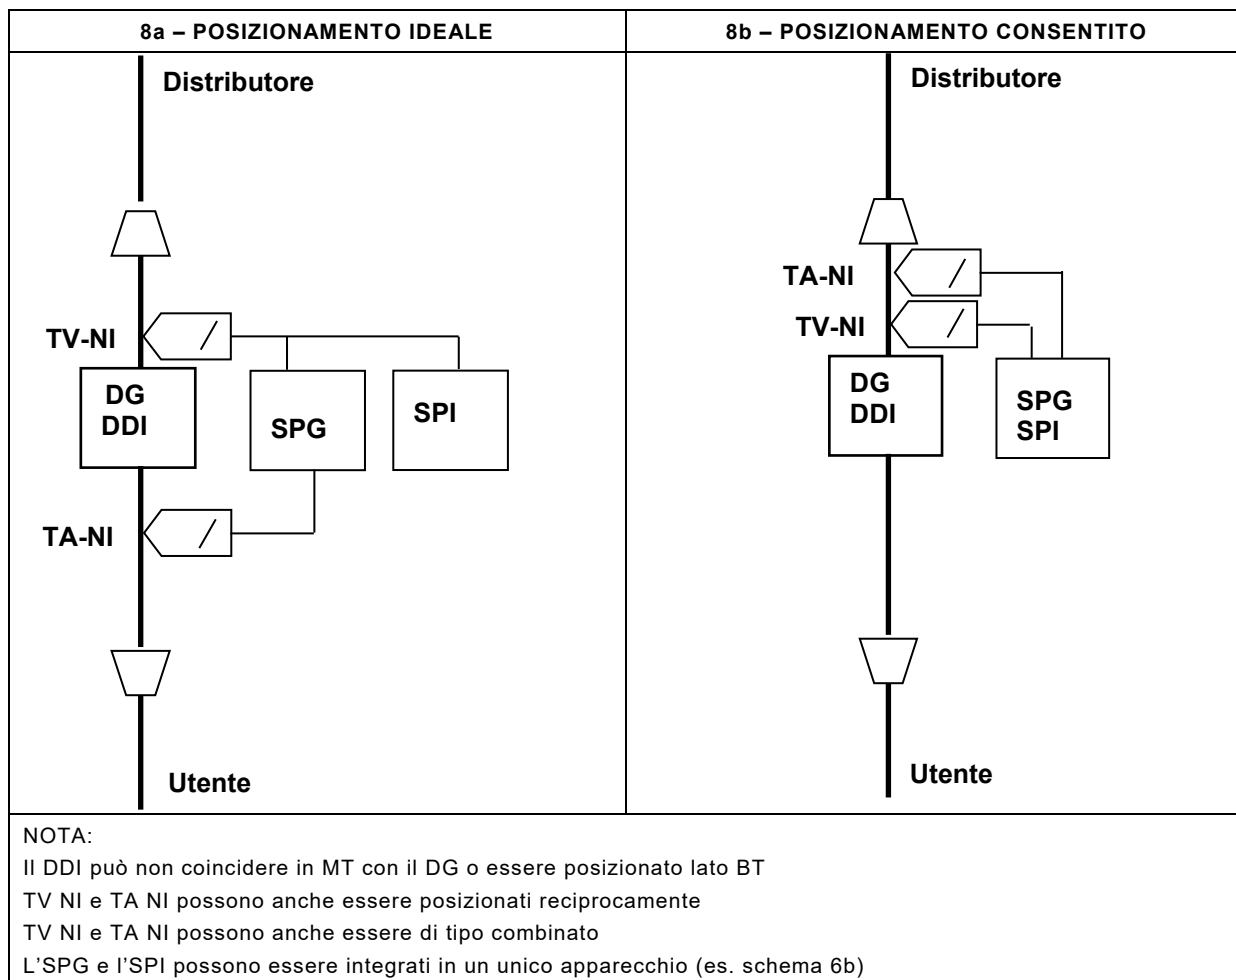 8a – POSIZIONAMENTO IDEALE
8b – POSIZIONAMENTO CONSENTITO
Distributore
TV-NI
DG
DDI
SPG
SPI
TA-NI
Utente
Distributore
TA-NI
TV-NI
DG
DDI
SPG
SPI
Utente
NOTA:
Il DDI può non coincidere in MT con il DG o essere posizionato lato BT
TV NI e TA NI possono anche essere posizionati reciprocamente
TV NI e TA NI possono anche essere di tipo combinato
L'SPG e l'SPI possono essere integrati in un unico apparecchio (es. schema 6b)